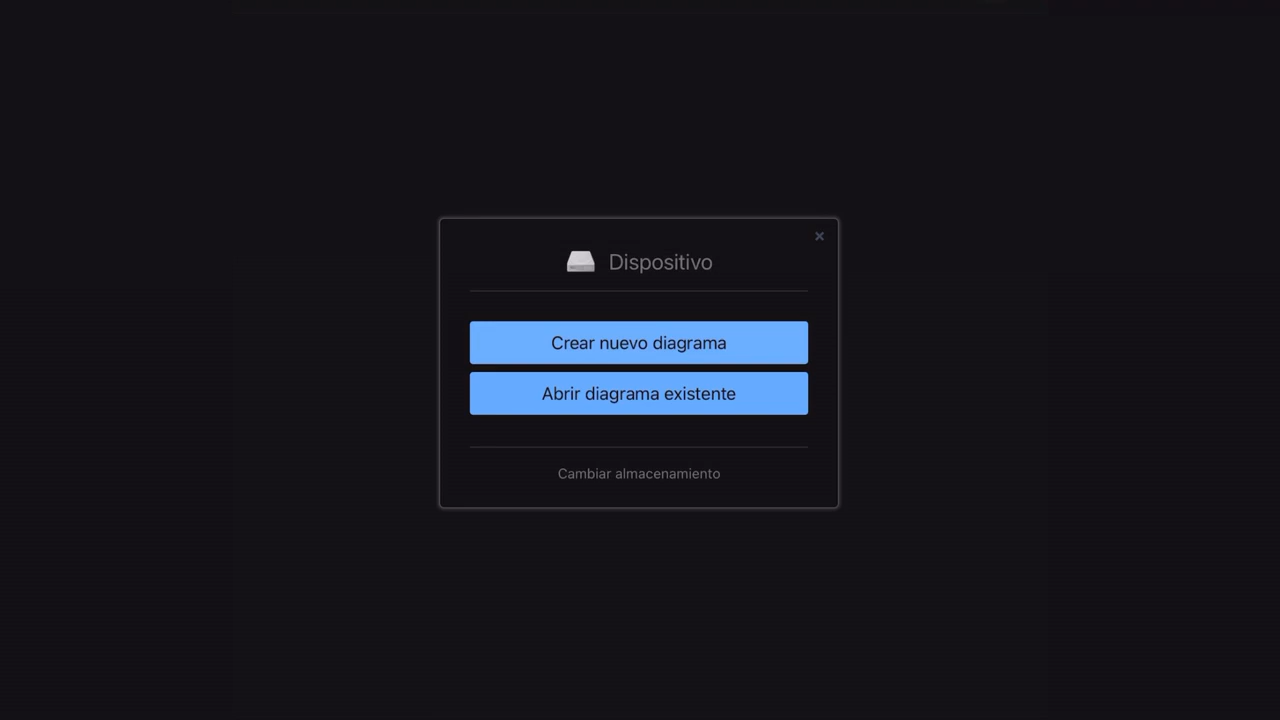 Dispositivo
Crear nuevo diagrama
Abrir diagrama existente
Cambiar almacenamiento